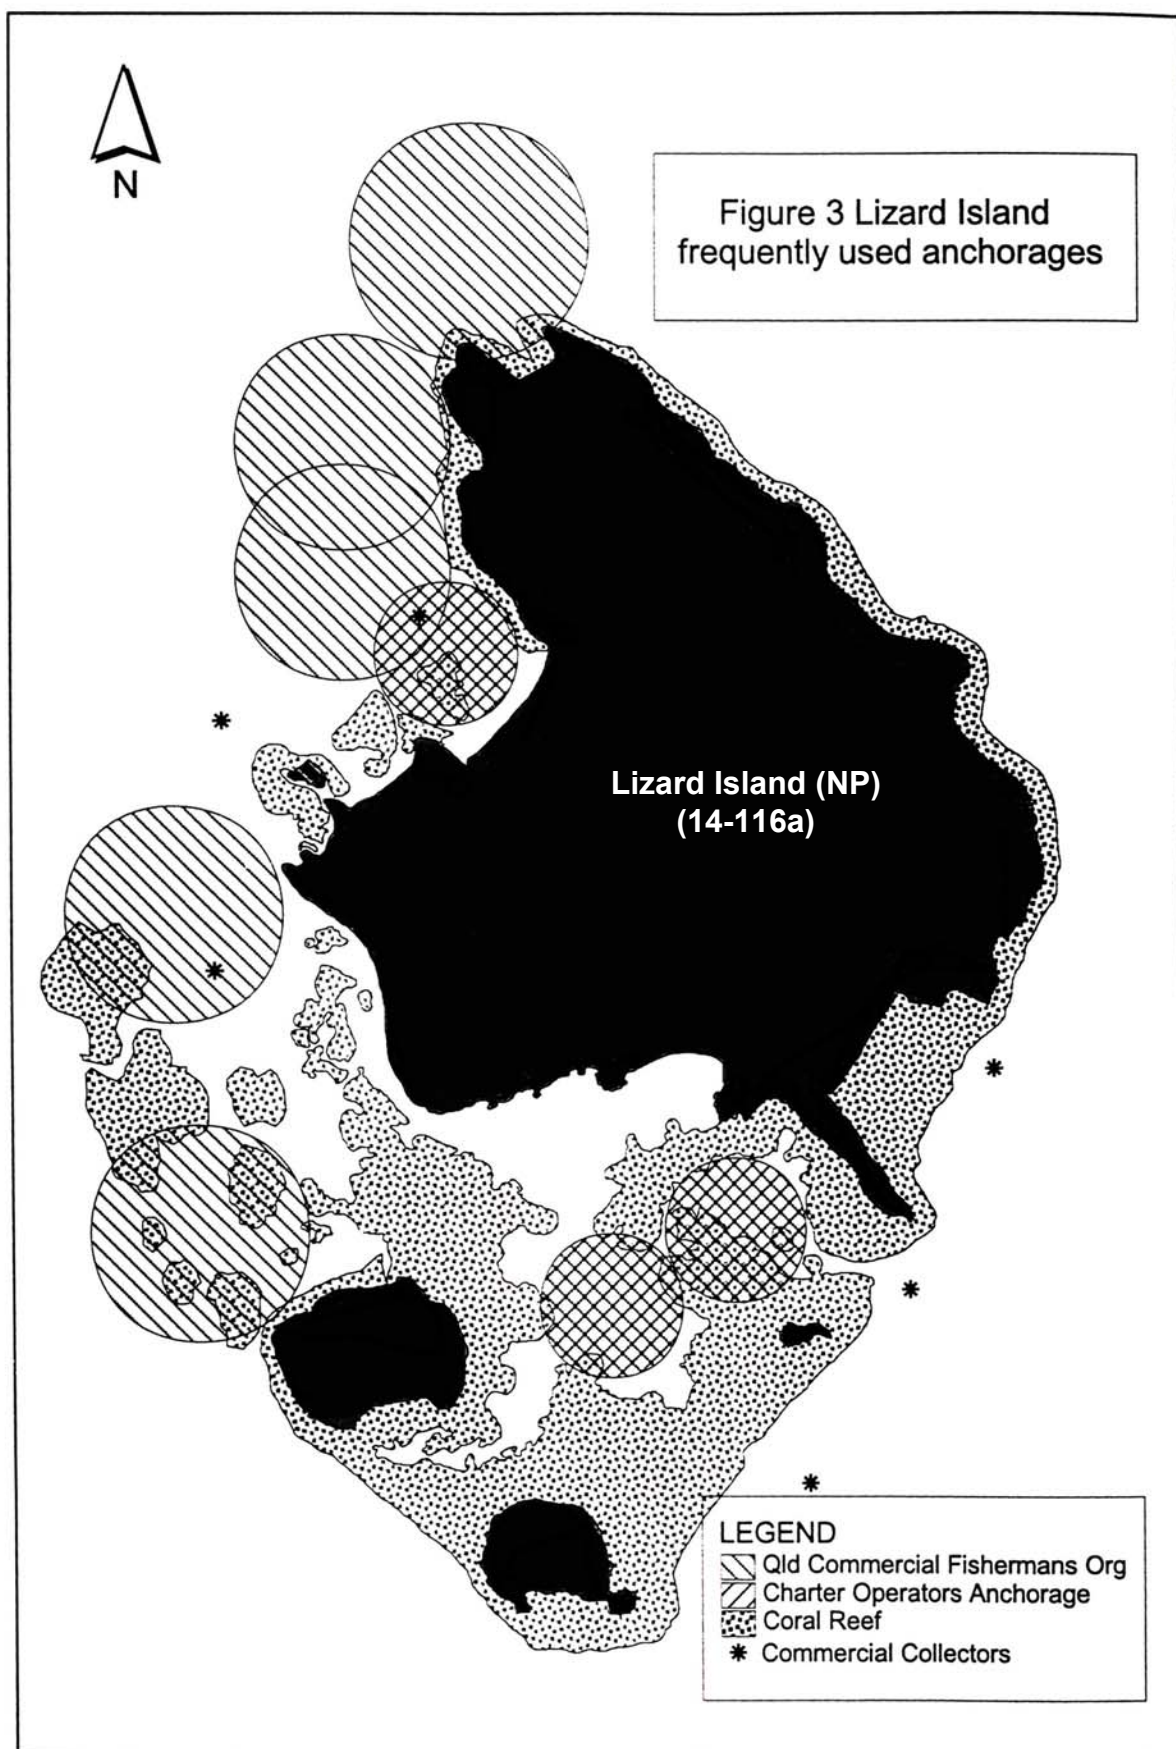 N
Figure 3 Lizard Island
frequently used anchorages
Lizard Island (NP)
(14-116a)
LEGEND
Qld Commercial Fishermans Org
Charter Operators Anchorage
Coral Reef
Commercial Collectors